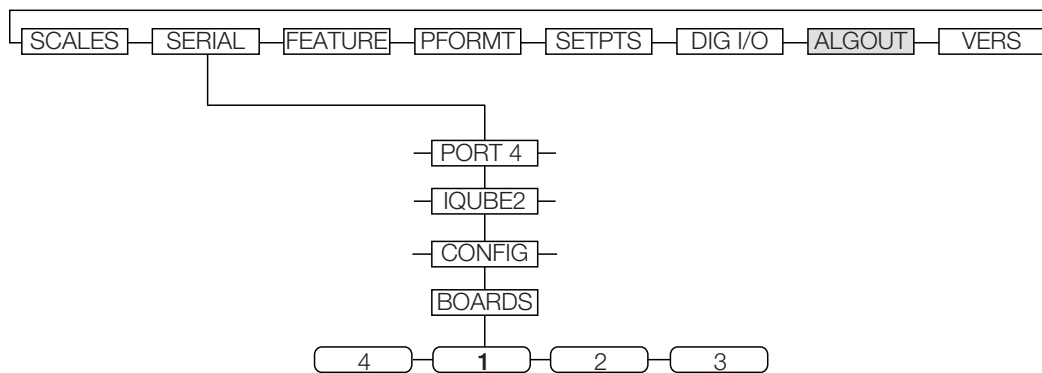 SCALES SERIAL FEATURE PFORMT SETPTS DIG I/O ALGOUT VERS
PORT 4
IQUBE2
CONFIG
BOARDS
4 1 2 3